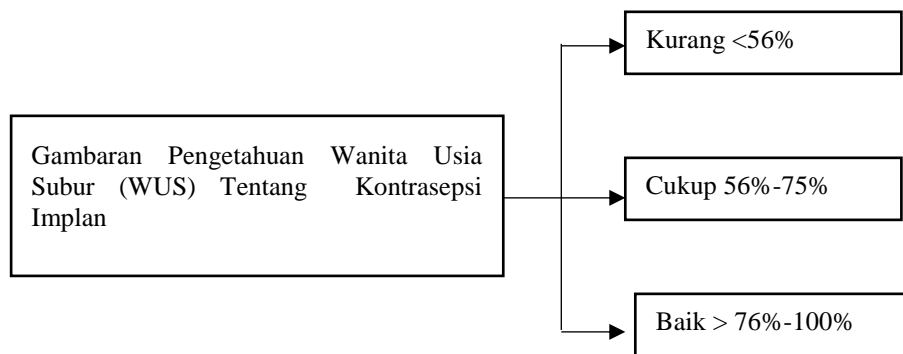 Kurang <56%
Gambaran Pengetahuan Wanita Usia
Subur (WUS) Tentang Kontrasepsi
Implan
Cukup 56%-75%
Baik > 76%-100%